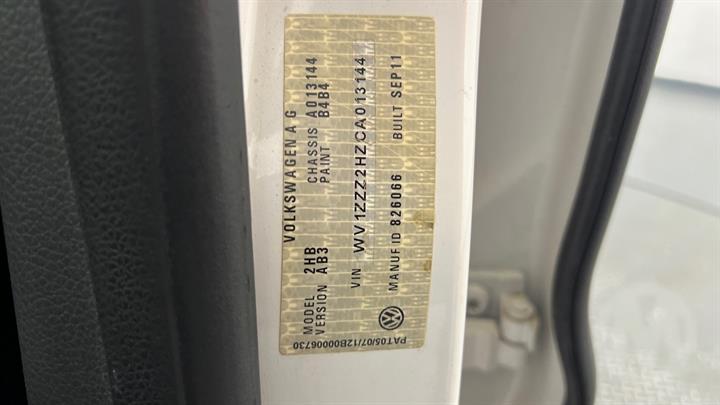 VOLKSWAGEN A G
MODEL 2HB CHASSIS A013144
VERSION AB3 PAINT B4B4
VIN WV1ZZZ2HZCA013144
MANUF ID 826066 BUILT SEP11
PAT05/07/12B00006730